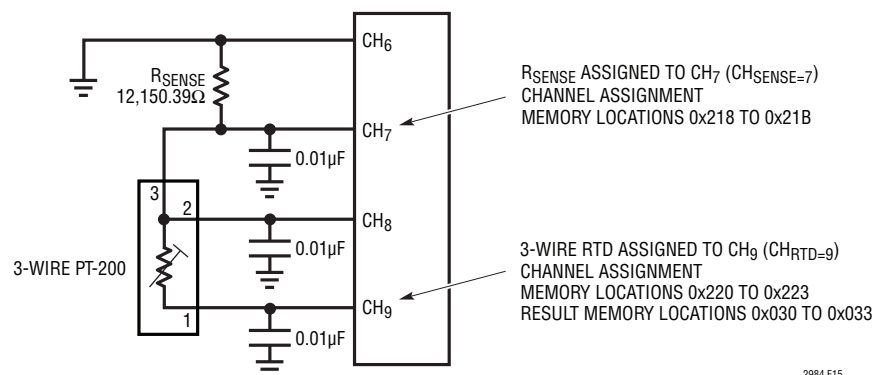 CH6
RSENSE
12,150.39Ω
RSENSE ASSIGNED TO CH7 (CHSENSE=7)
CHANNEL ASSIGNMENT
MEMORY LOCATIONS 0x218 TO 0x21B
CH7
0.01µF
3
2
CH8
0.01µF
3-WIRE PT-200
3-WIRE RTD ASSIGNED TO CH9 (CHRTD=9)
CHANNEL ASSIGNMENT
MEMORY LOCATIONS 0x220 TO 0x223
RESULT MEMORY LOCATIONS 0x030 TO 0x033
1
CH9
0.01µF
2984 F15